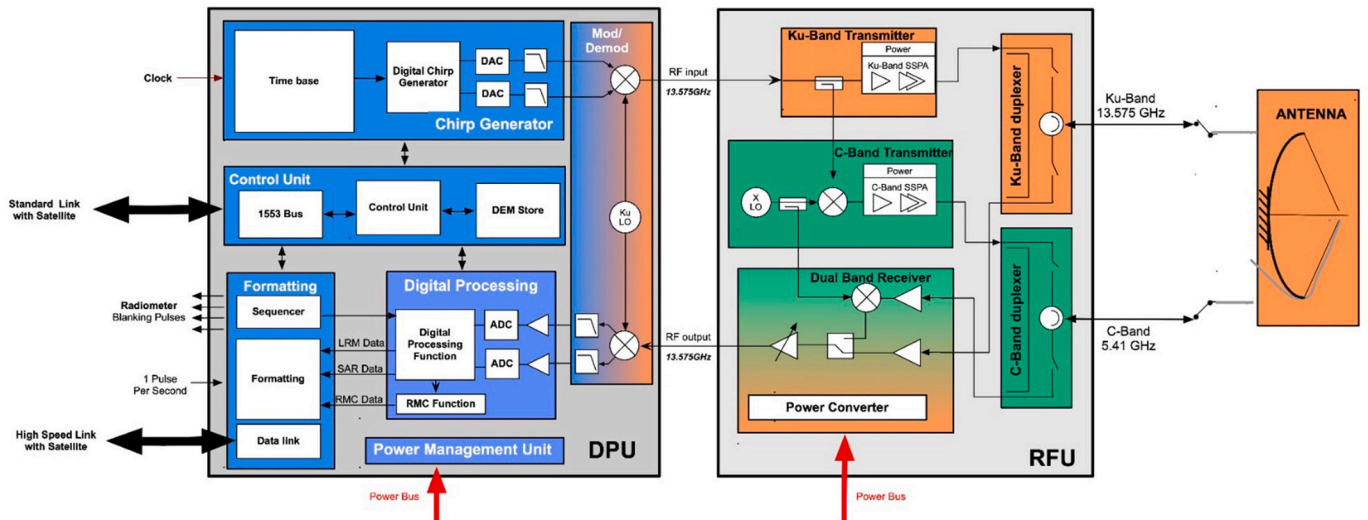 Clock
Time base
Digital Chirp
Generator
DAC
DAC
Chirp Generator
Mod/
Demod
Ku
LO
Control Unit
1553 Bus
Control Unit
DEM Store
Standard Link
with Satellite
Formatting
Sequencer
Formatting
Data link
Radiometer
Blanking Pulses
1 Pulse
Per Second
High Speed Link
with Satellite
LRM Data
SAR Data
RMC Data
Digital Processing
Digital
Processing
Function
ADC
ADC
RMC Function
Power Management Unit
DPU
Power Bus
RF input
13.575GHz
RF output
13.575GHz
Ku-Band Transmitter
Power
Ku-Band SSPA
C-Band Transmitter
X
LO
Power
C-Band SSPA
Dual Band Receiver
Power Converter
RFU
Power Bus
Ku-Band duplexer
C-Band duplexer
Ku-Band
13.575 GHz
C-Band
5.41 GHz
ANTENNA